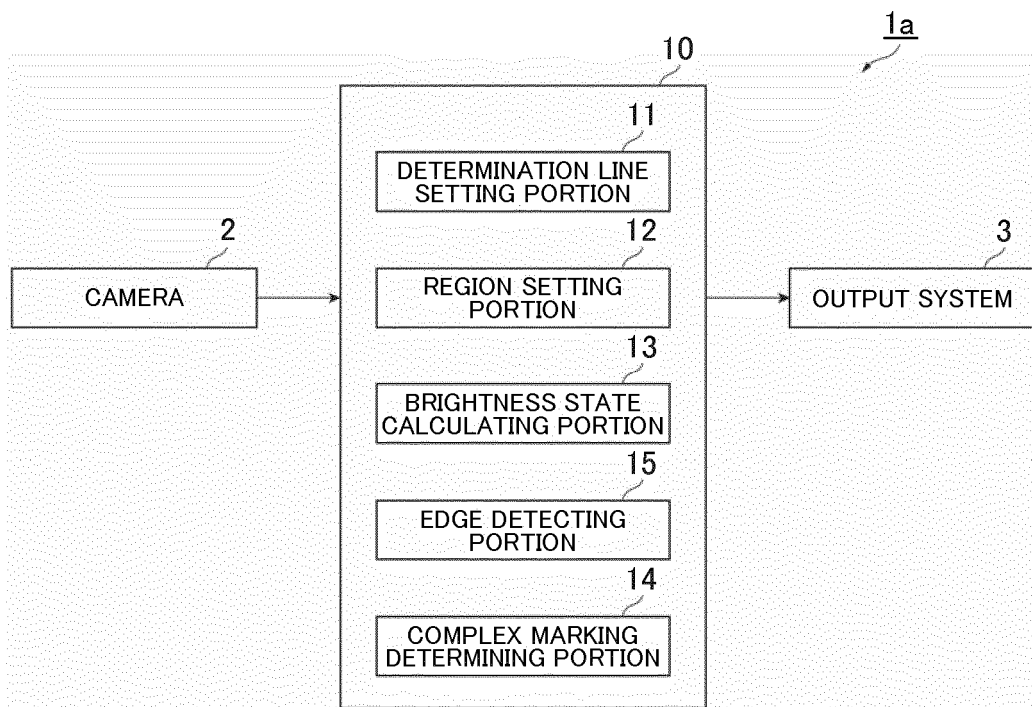 1a
10
11
DETERMINATION LINE
SETTING PORTION
2
CAMERA
12
REGION SETTING
PORTION
3
OUTPUT SYSTEM
13
BRIGHTNESS STATE
CALCULATING PORTION
15
EDGE DETECTING
PORTION
14
COMPLEX MARKING
DETERMINING PORTION